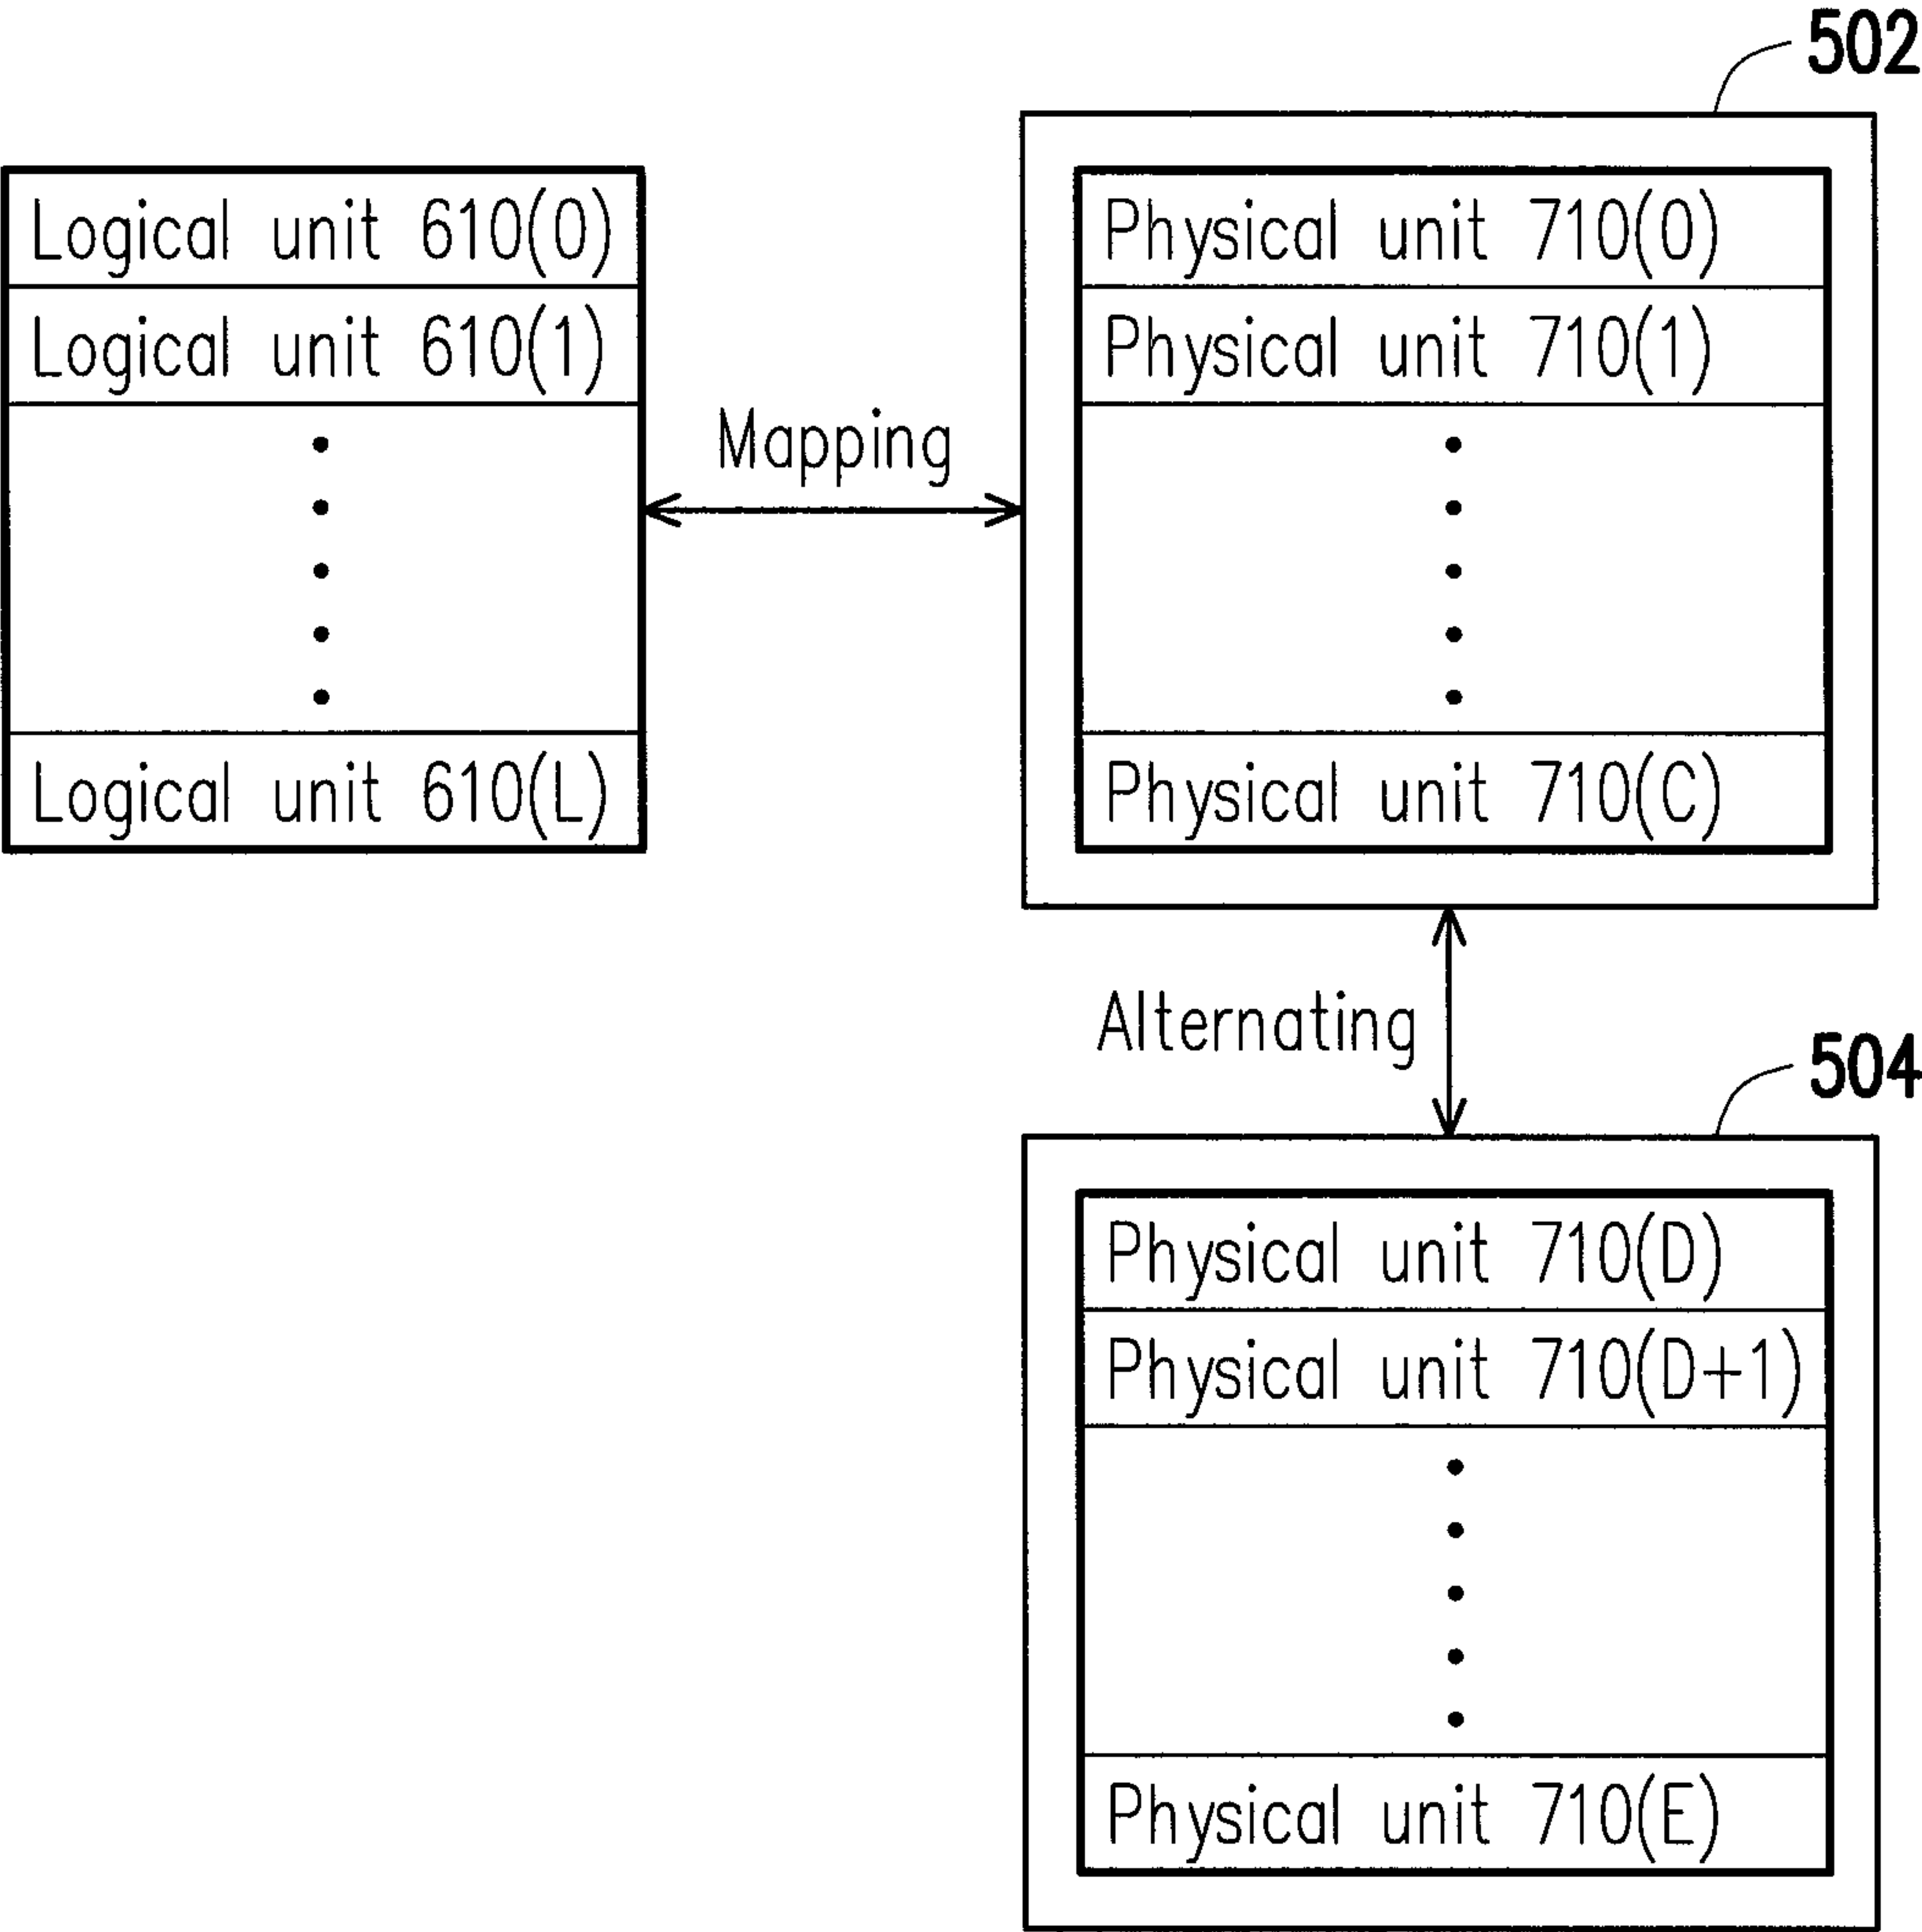 502
Logical unit 610(0)
Logical unit 610(1)
Logical unit 610(L)
Mapping
Physical unit 710(0)
Physical unit 710(1)
Physical unit 710(C)
Alternating
504
Physical unit 710(D)
Physical unit 710(D+1)
Physical unit 710(E)